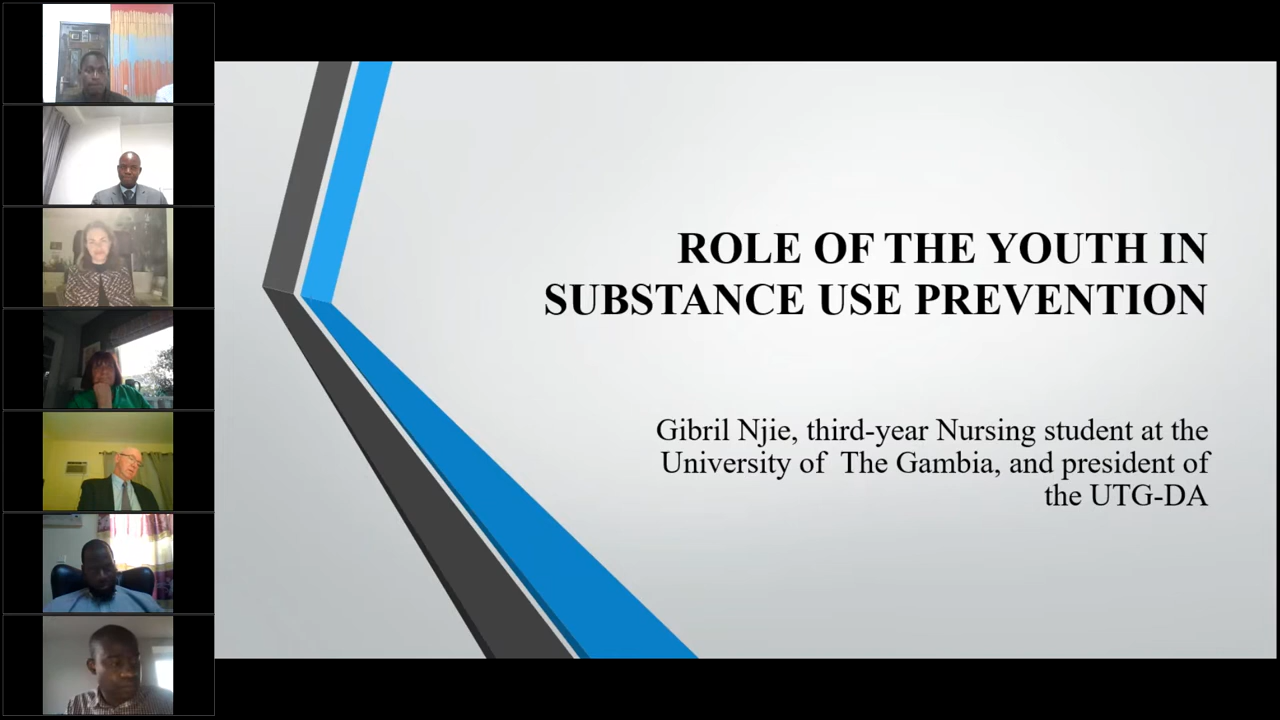 ROLE OF THE YOUTH IN
SUBSTANCE USE PREVENTION
Gibril Njie, third-year Nursing student at the
University of The Gambia, and president of
the UTG-DA